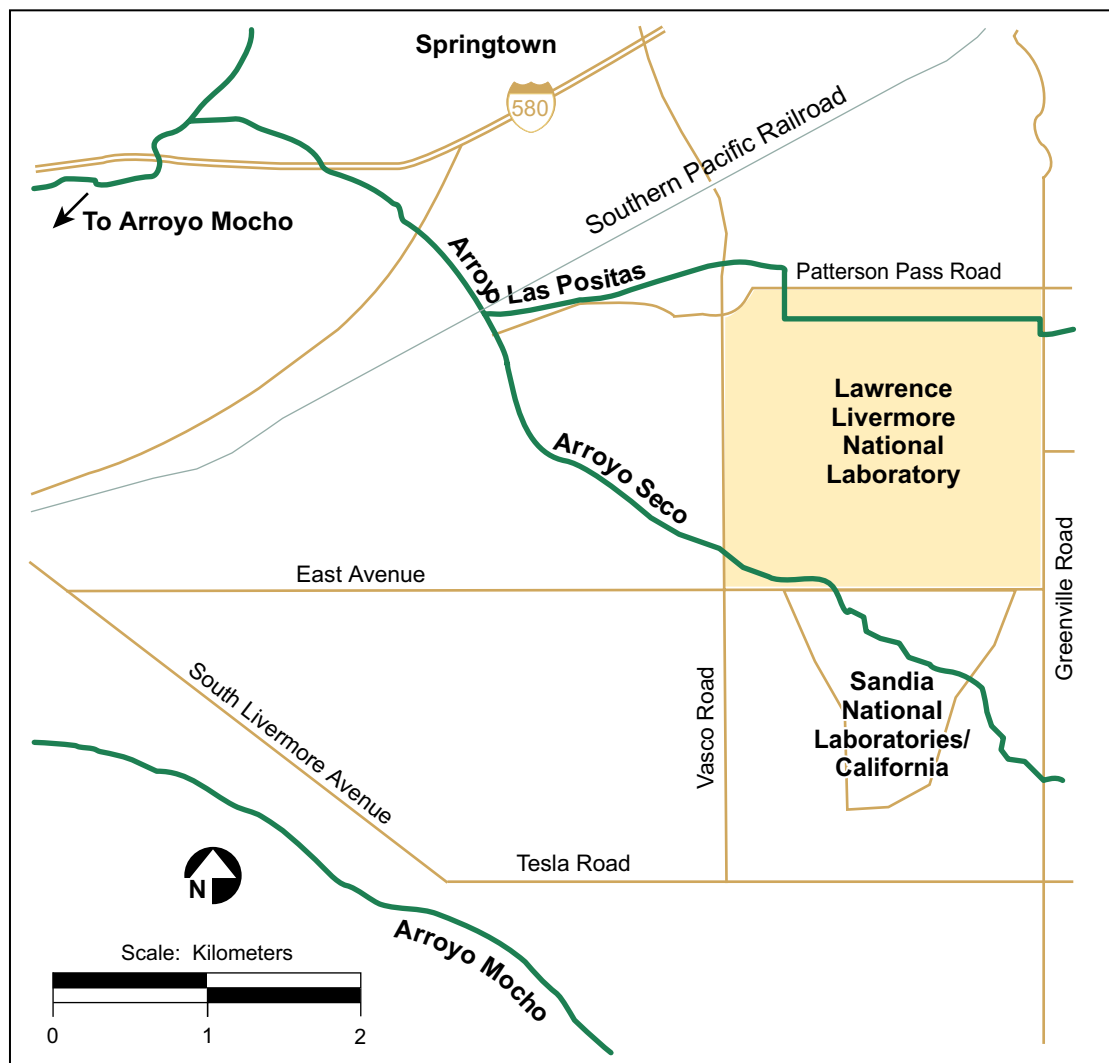 Springtown
580
Southern Pacific Railroad
To Arroyo Mocho
Arroyo Las Positas
Patterson Pass Road
Lawrence
Livermore
National
Laboratory
Arroyo Seco
East Avenue
Greenville Road
South Livermore Avenue
Vasco Road
Sandia
National
Laboratories/
California
Tesla Road
N
Arroyo Mocho
Scale: Kilometers
0 1 2